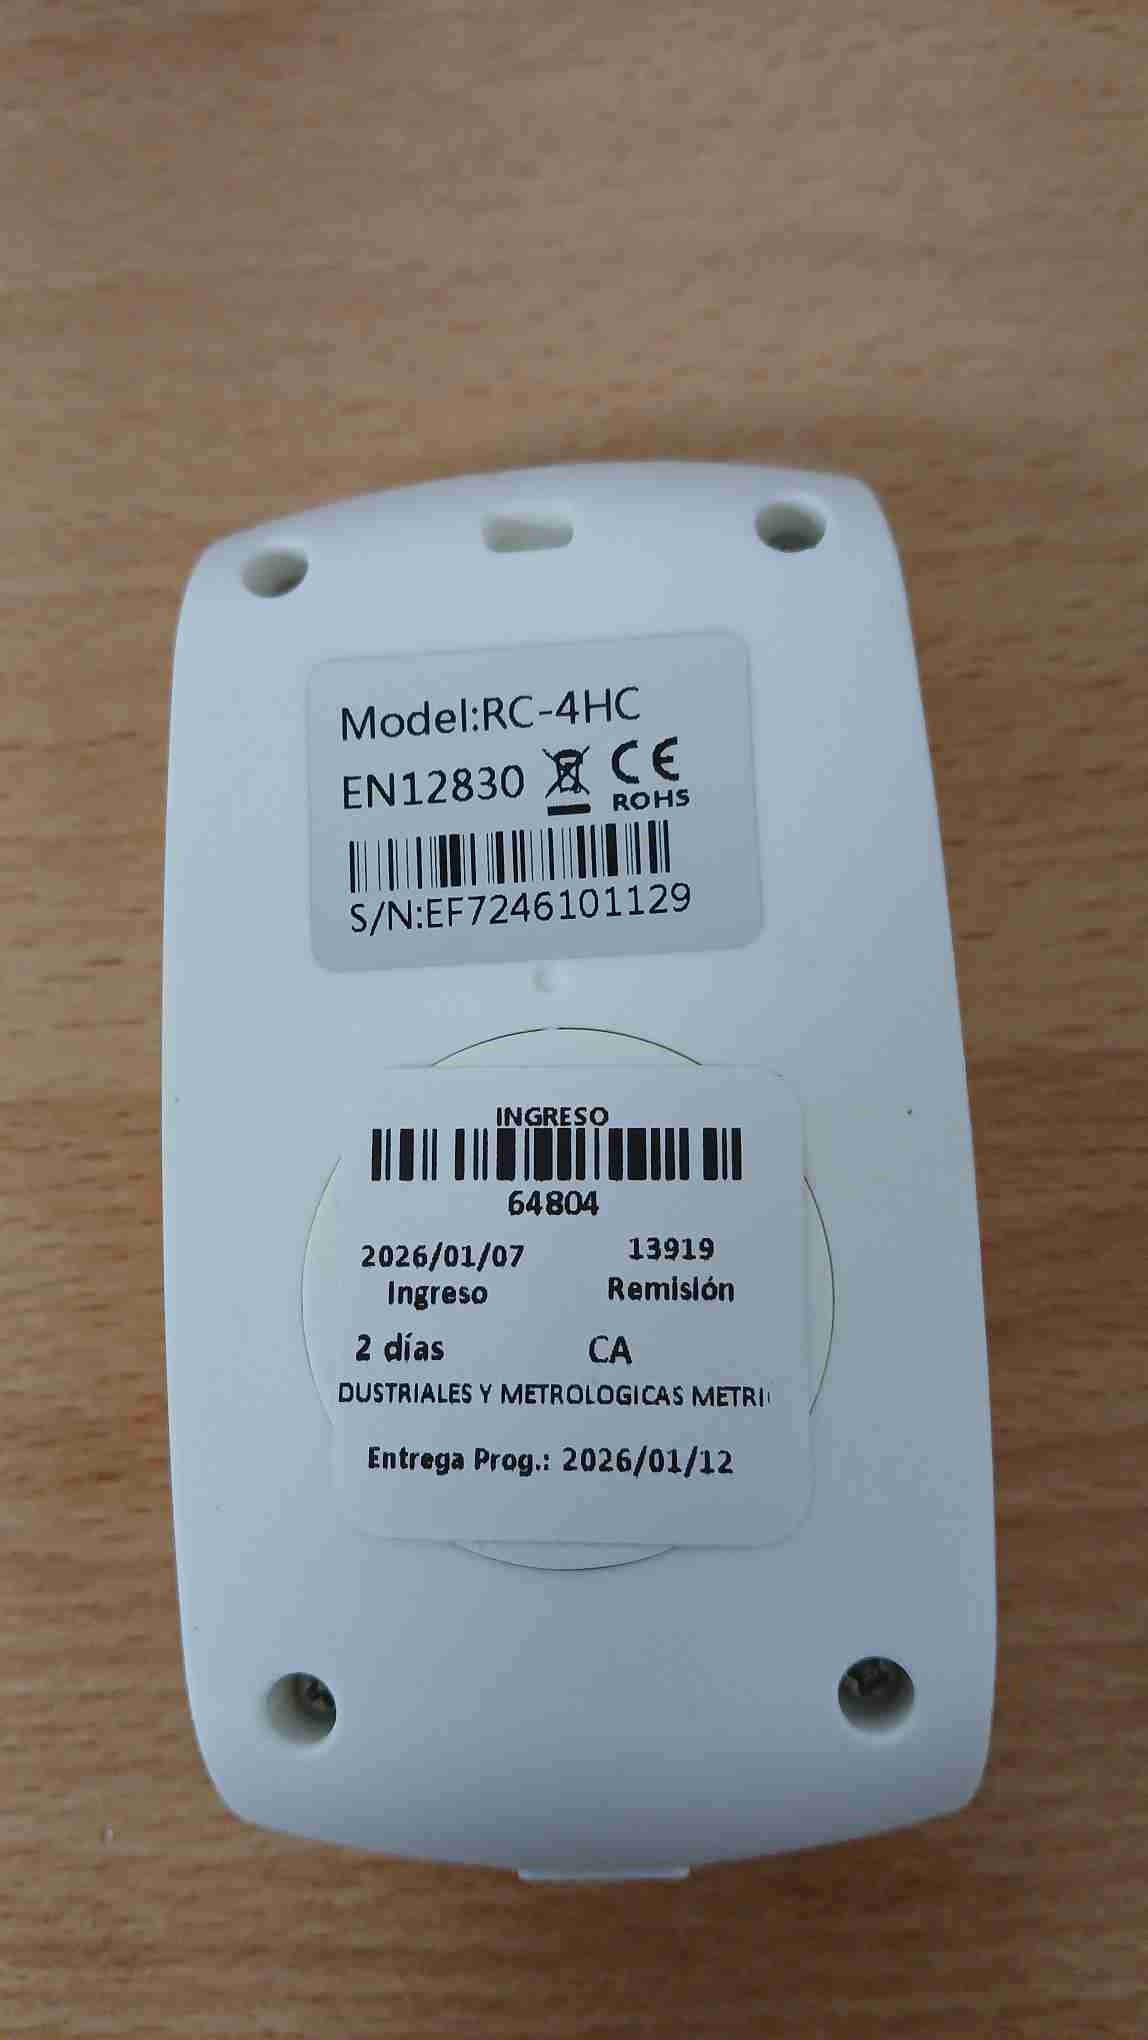 Model:RC-4HC
EN12830 CE
ROHS
S/N:EF7246101129
INGRESO
64804
2026/01/07 13919
Ingreso Remisión
2 días CA
DUSTRIALES Y METROLOGICAS METRI
Entrega Prog.: 2026/01/12